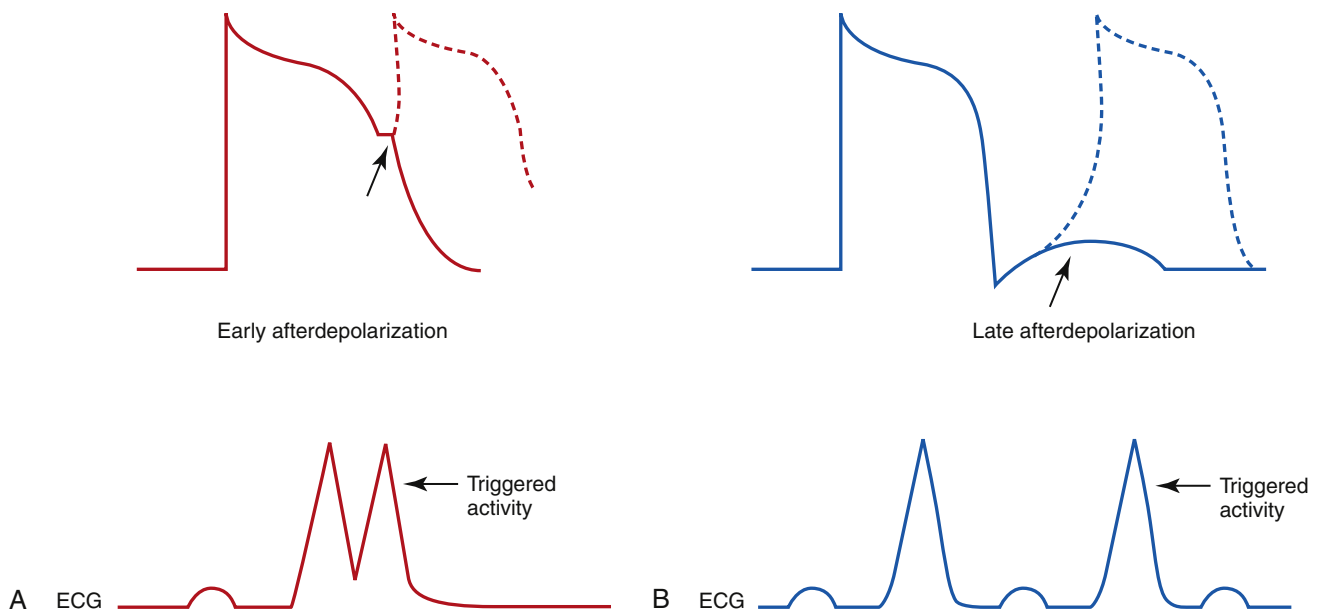 Early afterdepolarization
Late afterdepolarization
Triggered
activity
A
ECG
Triggered
activity
B
ECG